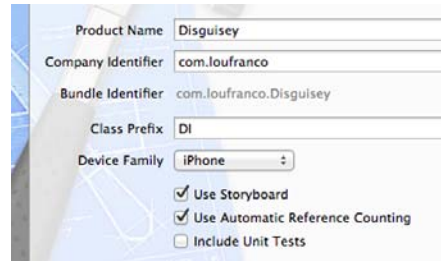 Product Name Disguisey
Company Identifier com.loufranco
Bundle Identifier com.loufranco.Disguisey
Class Prefix DI
Device Family iPhone
Use Storyboard
Use Automatic Reference Counting
Include Unit Tests